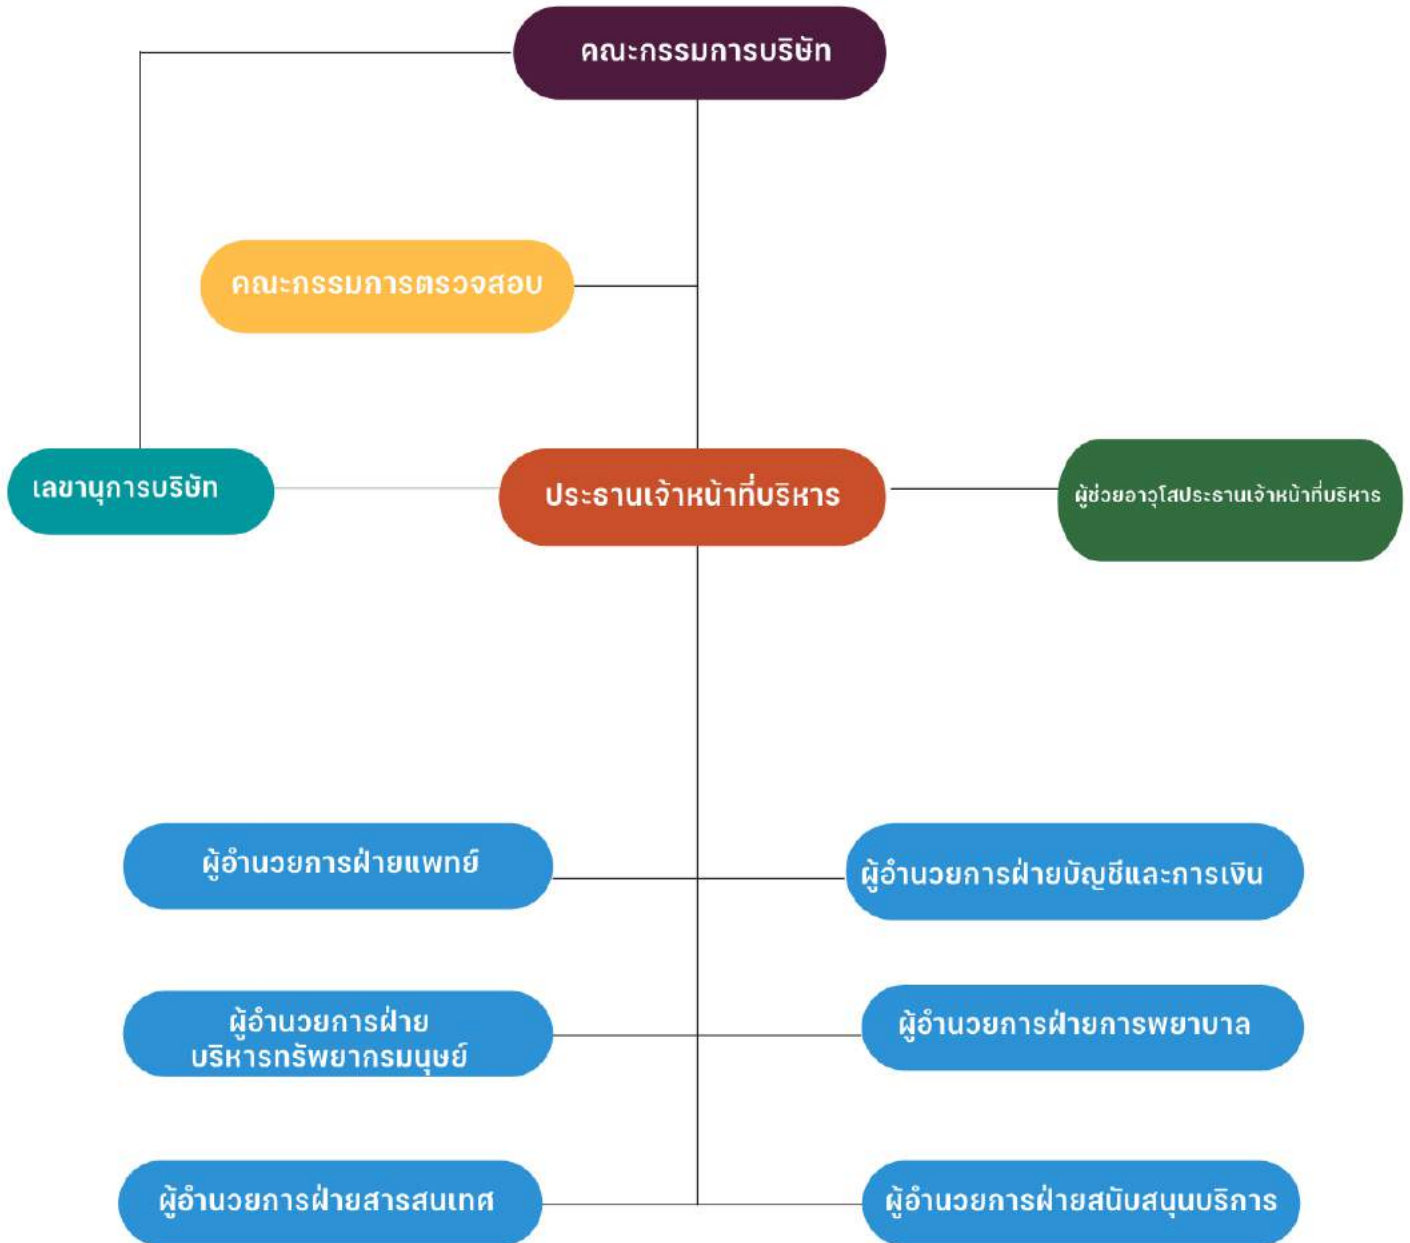 คณะกรรมการบริษัท
คณะกรรมการตรวจสอบ
เลขานุการบริษัท
ประธานเจ้าหน้าที่บริหาร
ผู้ช่วยอาวุโสประธานเจ้าหน้าที่บริหาร
ผู้อำนวยการฝ่ายแพทย์
ผู้อำนวยการฝ่ายบัญชีและการเงิน
ผู้อำนวยการฝ่าย
บริหารทรัพยากรมนุษย์
ผู้อำนวยการฝ่ายการพยาบาล
ผู้อำนวยการฝ่ายสารสนเทศ
ผู้อำนวยการฝ่ายสนับสนุนบริการ